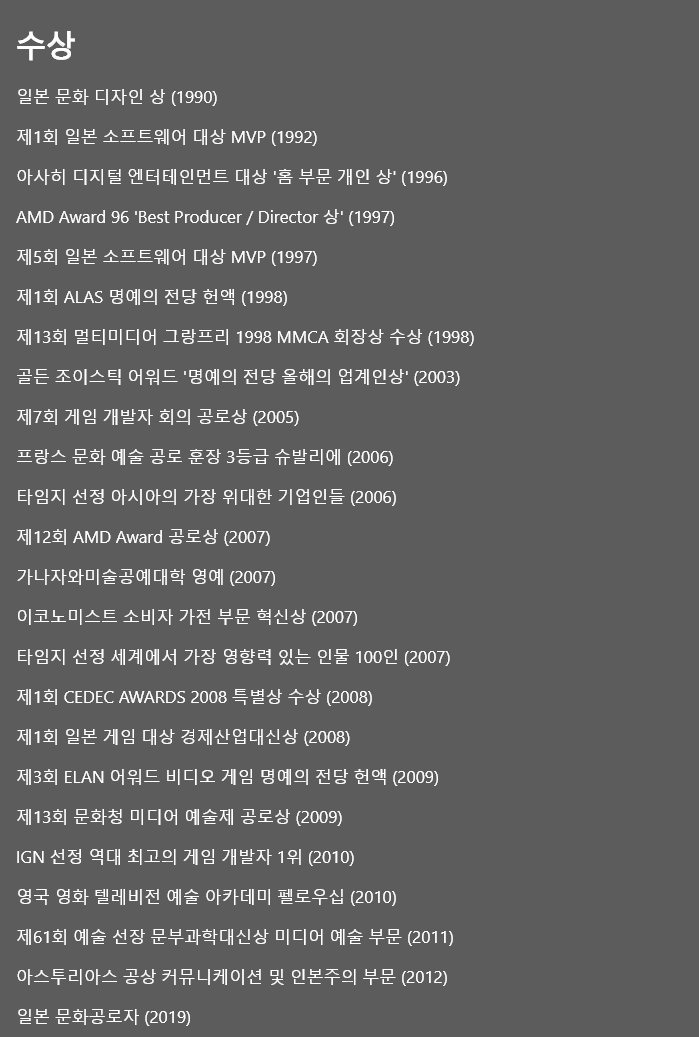 수상
일본 문화 디자인 상 (1990)
제1회 일본 소프트웨어 대상 MVP (1992)
아사히 디지털 엔터테인먼트 대상 '홈 부문 개인 상' (1996)
AMD Award 96 'Best Producer / Director 상' (1997)
제5회 일본 소프트웨어 대상 MVP (1997)
제1회 ALAS 명예의 전당 헌액 (1998)
제13회 멀티미디어 그랑프리 1998 MMCA 회장상 수상 (1998)
골든 조이스틱 어워드 '명예의 전당 올해의 업계인상' (2003)
제7회 게임 개발자 회의 공로상 (2005)
프랑스 문화 예술 공로 훈장 3등급 슈발리에 (2006)
타임지 선정 아시아의 가장 위대한 기업인들 (2006)
제12회 AMD Award 공로상 (2007)
가나자와미술공예대학 영예 (2007)
이코노미스트 소비자 가전 부문 혁신상 (2007)
타임지 선정 세계에서 가장 영향력 있는 인물 100인 (2007)
제1회 CEDEC AWARDS 2008 특별상 수상 (2008)
제1회 일본 게임 대상 경제산업대신상 (2008)
제3회 ELAN 어워드 비디오 게임 명예의 전당 헌액 (2009)
제13회 문화청 미디어 예술제 공로상 (2009)
IGN 선정 역대 최고의 게임 개발자 1위 (2010)
영국 영화 텔레비전 예술 아카데미 펠로우십 (2010)
제61회 예술 선장 문부과학대신상 미디어 예술 부문 (2011)
아스투리아스 공상 커뮤니케이션 및 인본주의 부문 (2012)
일본 문화공로자 (2019)